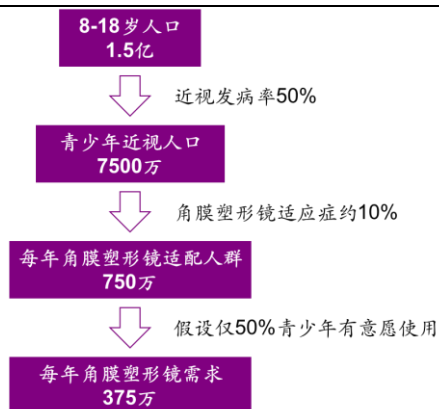 8-18岁人口
1.5亿
近视发病率50%
青少年近视人口
7500万
角膜塑形镜适应症约10%
每年角膜塑形镜适配人群
750万
假设仅50%青少年有意愿使用
每年角膜塑形镜需求
375万